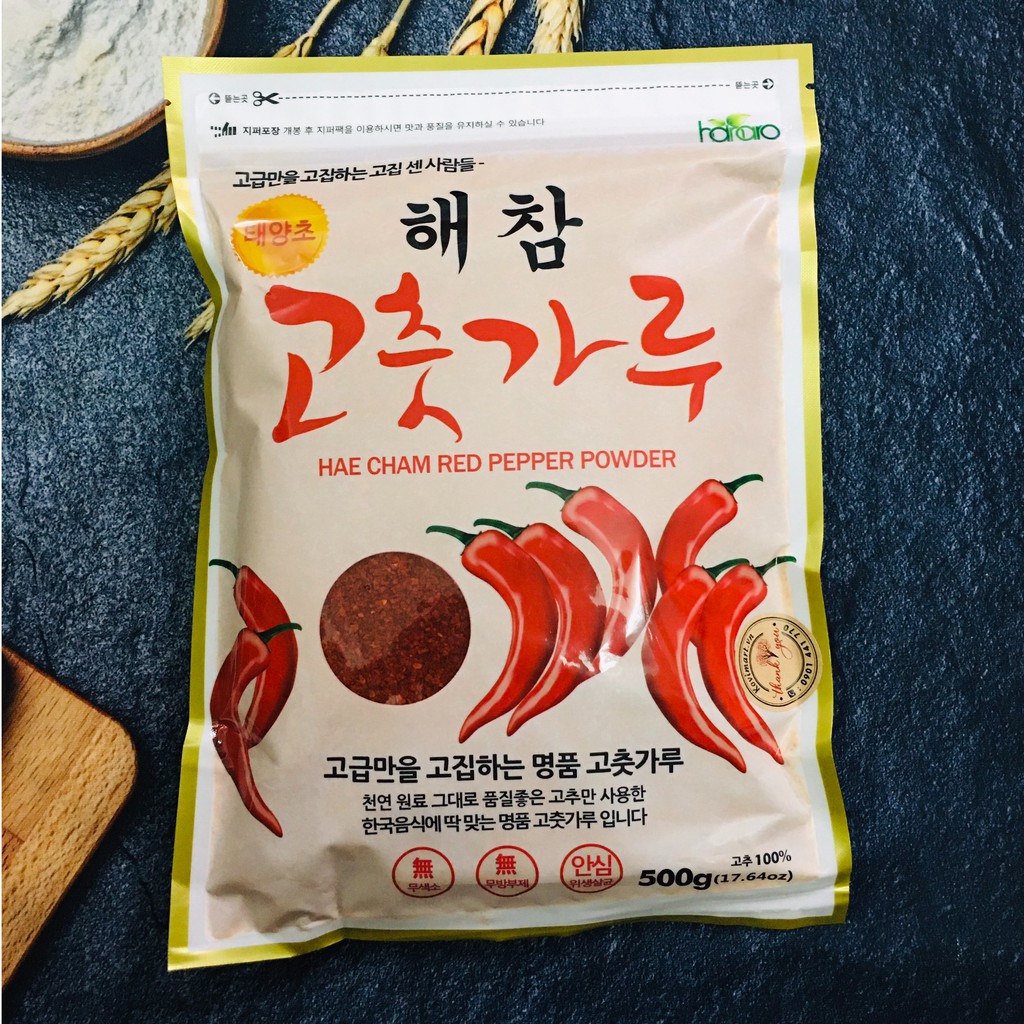 뜯는곳
뜯는곳
지퍼포장 개봉 후 지퍼팩을 이용하시면 맛과 품질을 유지하실 수 있습니다
hanaro
고급만을 고집하는 고집 센 사람들 -
태양초
해참
고춧가루
HAE CHAM RED PEPPER POWDER
Kovimart.vn
thank you
고급만을 고집하는 명품 고춧가루
천연 원료 그대로 품질좋은 고추만 사용한
한국음식에 딱 맞는 명품 고춧가루 입니다
無
무색소
無
무방부제
안심
위생살균
고추 100%
500g(17.64oz)